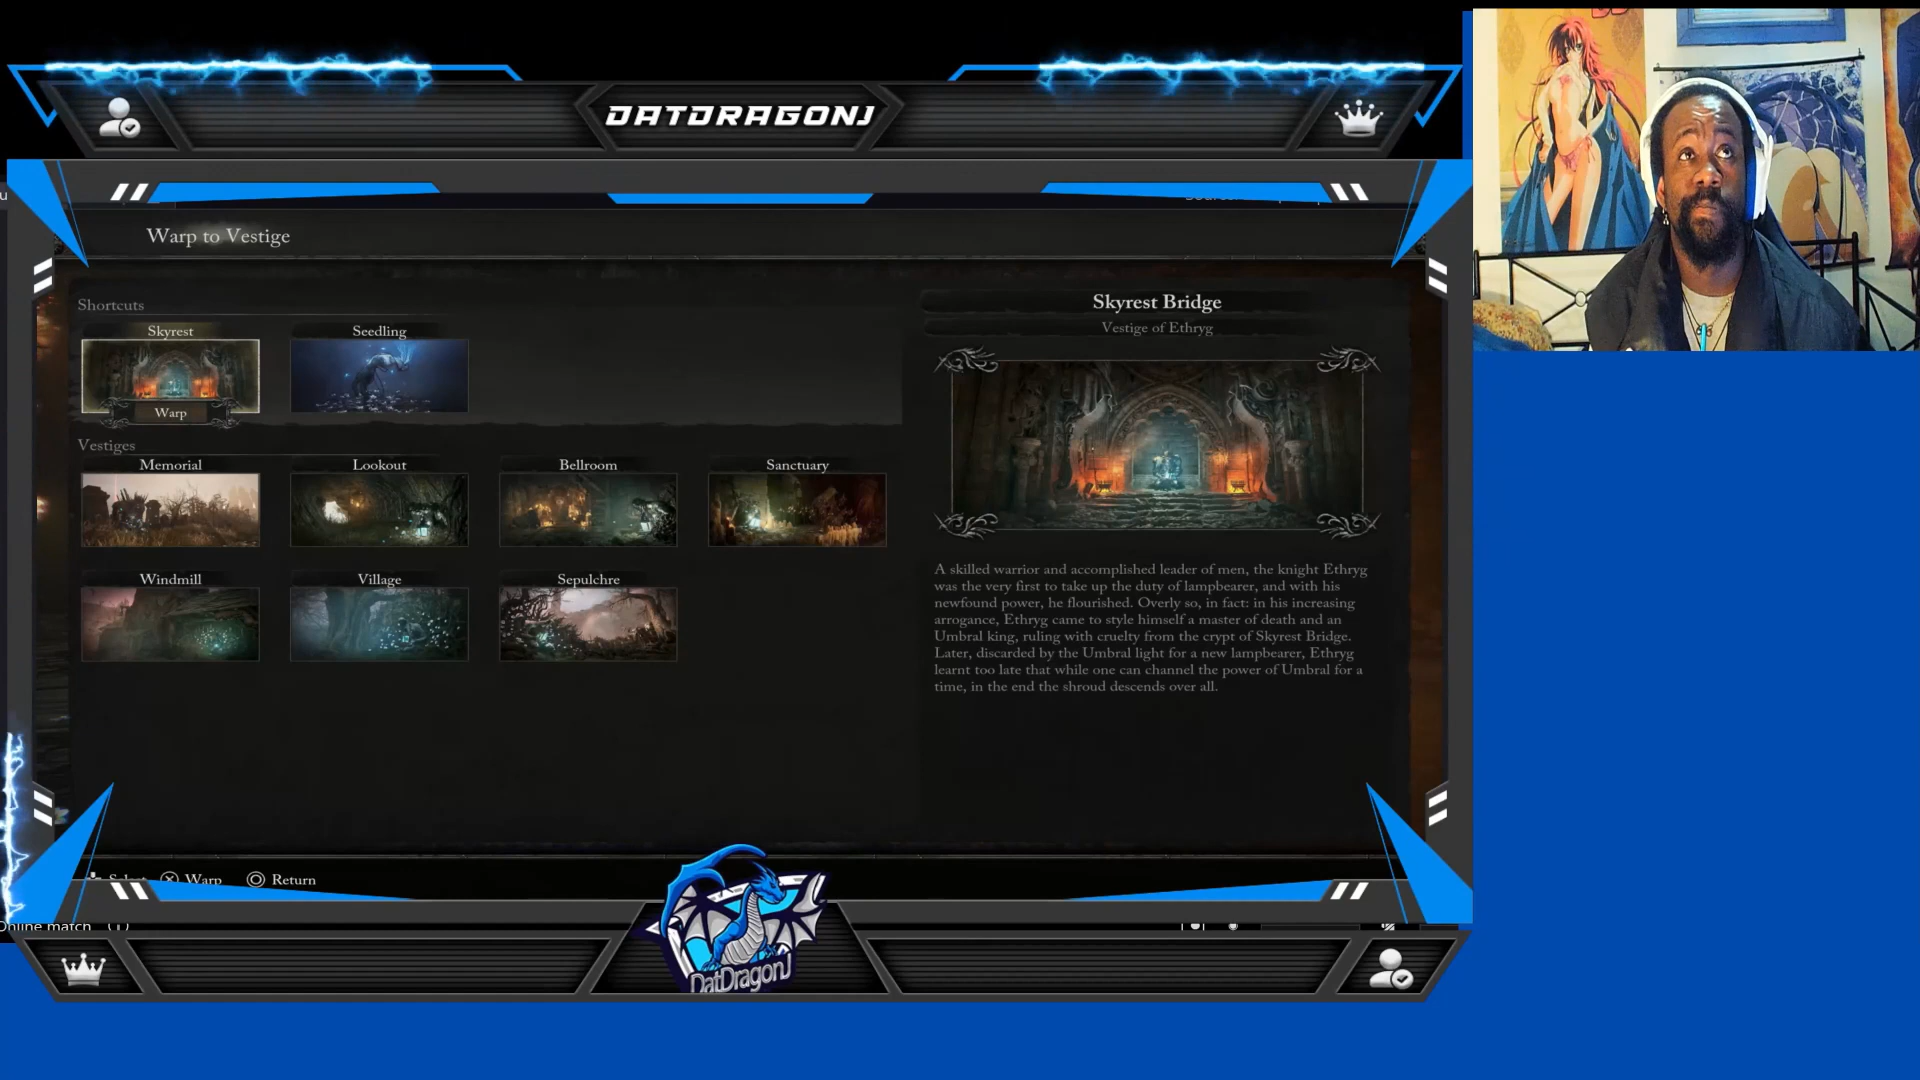 DATDRAGONJ
Warp to Vestige
Shortcuts
Skyrest
Seedling
Warp
Vestiges
Memorial
Lookout
Bellroom
Sanctuary
Windmill
Village
Sepulchre
Skyrest Bridge
Vestige of Ethryg
A skilled warrior and accomplished leader of men, the knight Ethryg
was the very first to take up the duty of lampbearer, and with his
newfound power, he flourished. Overly so, in fact: in his increasing
arrogance, Ethryg came to style himself a master of death and an
Umbral king, ruling with cruelty from the crypt of Skyrest Bridge.
Later, discarded by the Umbral light for a new lampbearer, Ethryg
learnt too late that while one can channel the power of Umbral for a
time, in the end the shroud descends over all.
Select Warp Return
Online match
DatDragonJ